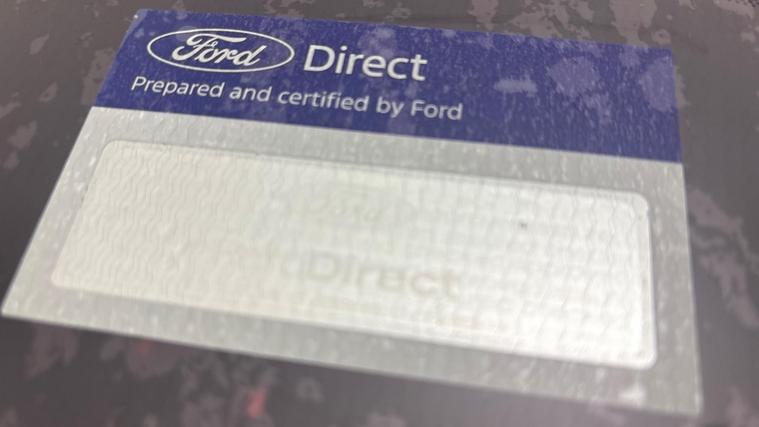 Ford Direct
Prepared and certified by Ford
Direct